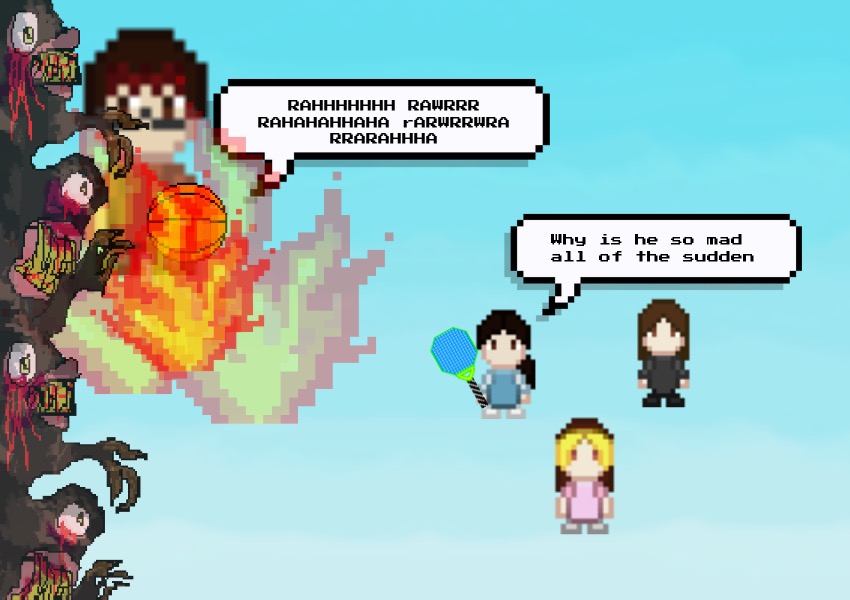 RAHHHHHHH RAWRRR
RAHAHAHHAHA rARWRRWRA
RRARAHHHA
Why is he so mad
all of the sudden